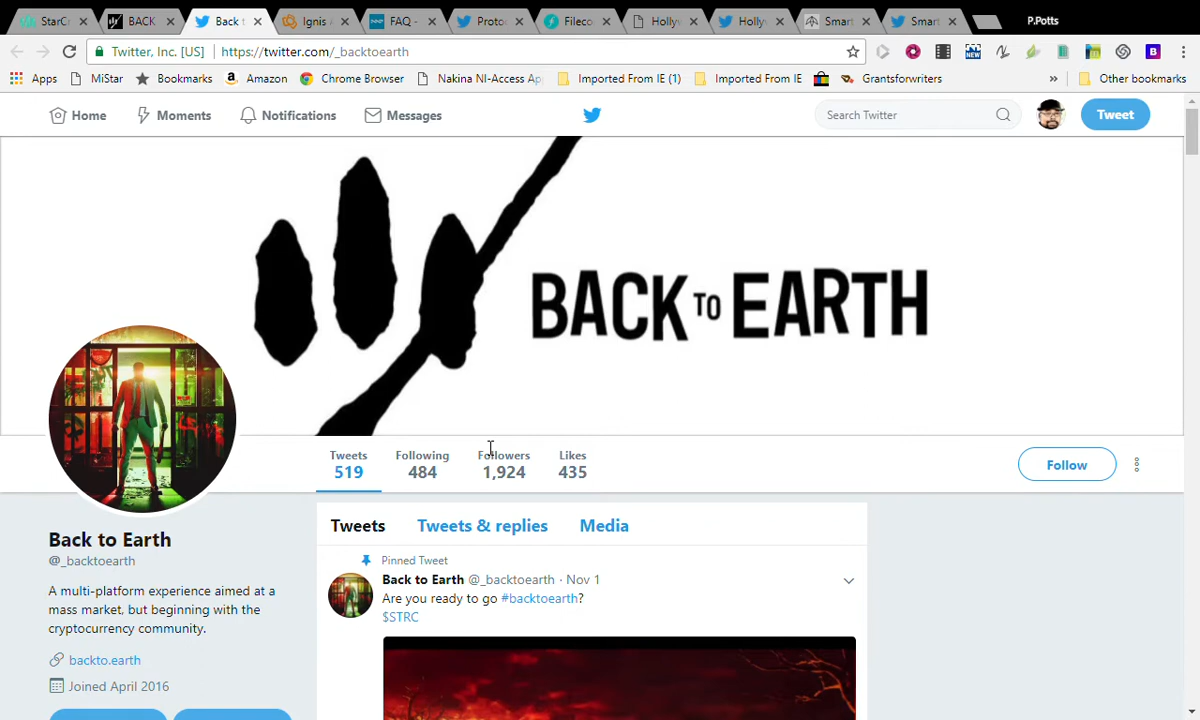 StarCo
BACK
Back t
Ignis A
FAQ -
Protoc
Fileco
Hollyw
Hollyw
Smart
Smart
P.Potts
Twitter, Inc. [US] | https://twitter.com/_backtoearth
Apps MiStar Bookmarks Amazon Chrome Browser Nakina NI-Access Ap Imported From IE (1) Imported From IE Grantsforwriters » Other bookmarks
Home Moments Notifications Messages Search Twitter Tweet
BACK TO EARTH
Tweets Following Followers Likes
519 484 1,924 435
Follow
Tweets Tweets & replies Media
Back to Earth
@_backtoearth
A multi-platform experience aimed at a
mass market, but beginning with the
cryptocurrency community.
backto.earth
Joined April 2016
Pinned Tweet
Back to Earth @_backtoearth · Nov 1
Are you ready to go #backtoearth?
$STRC